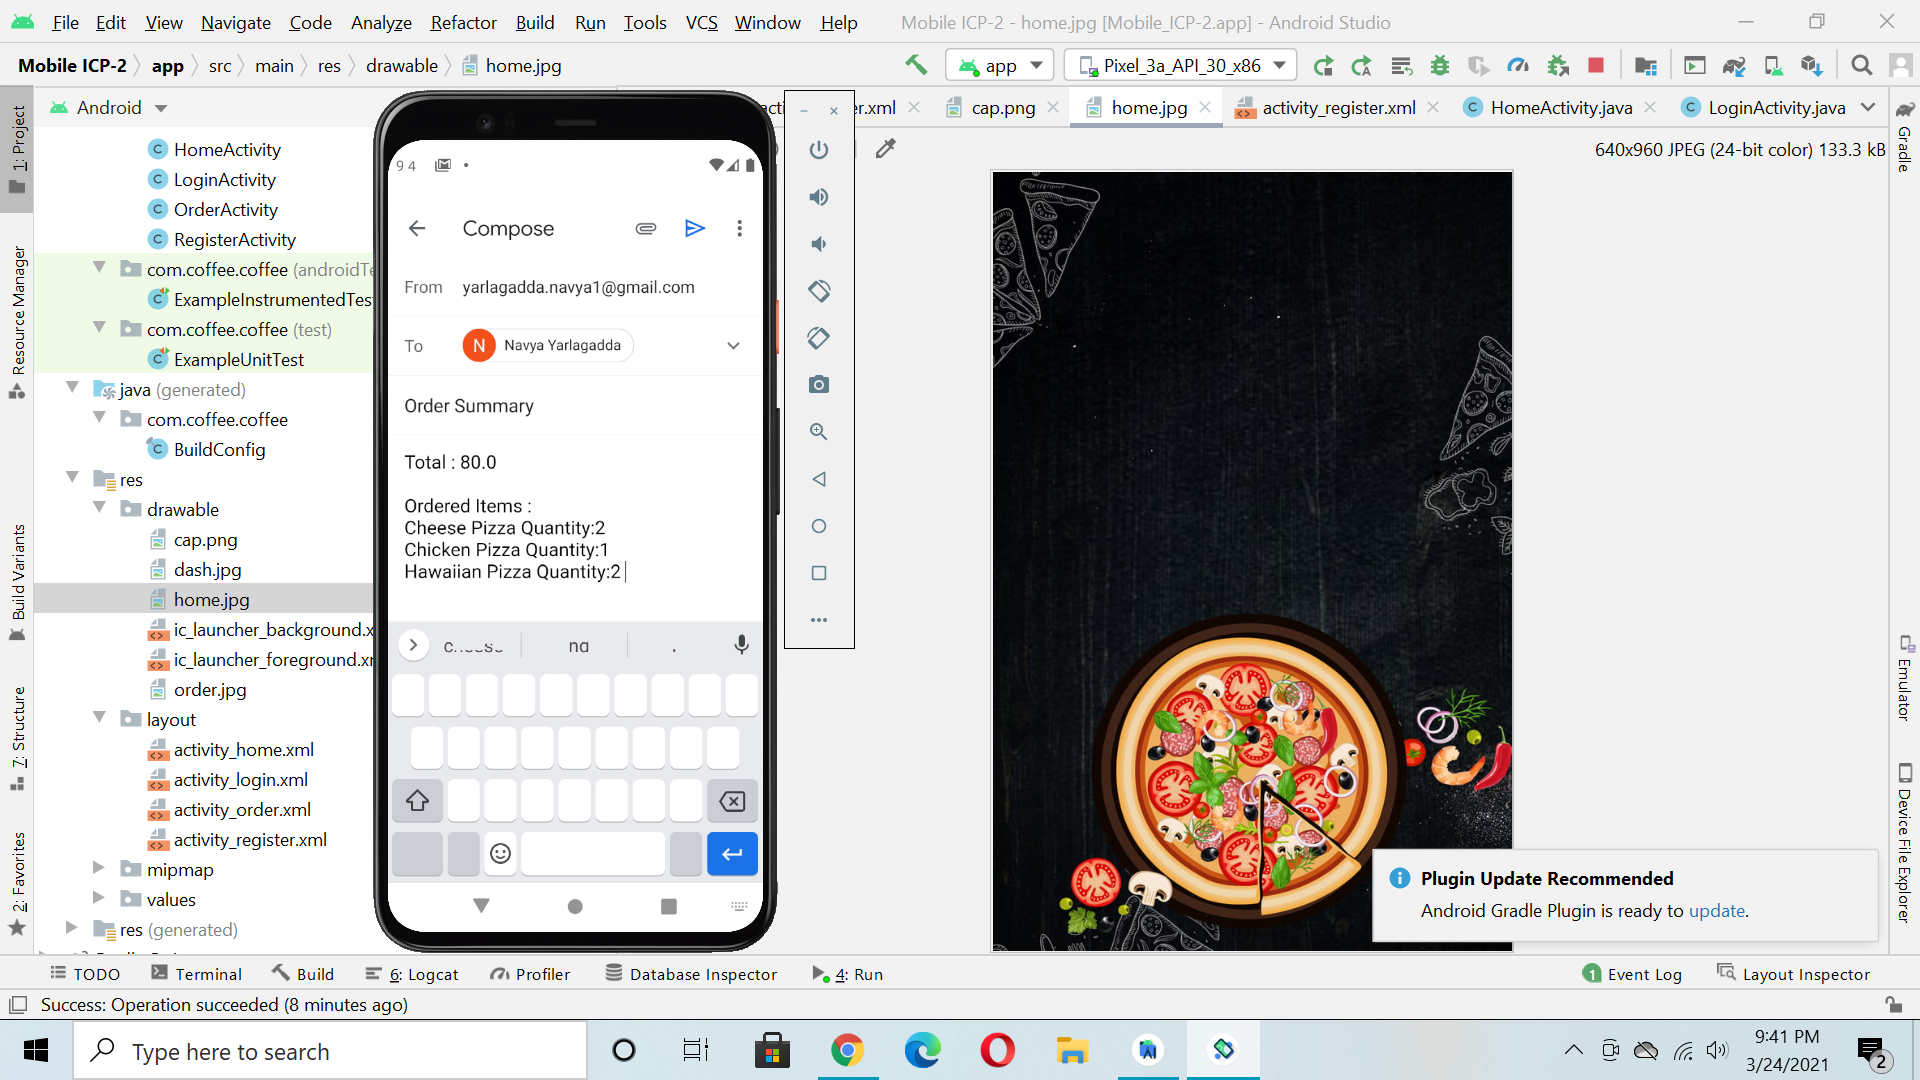 File Edit View Navigate Code Analyze Refactor Build Run Tools VCS Window Help Mobile ICP-2 - home.jpg [Mobile_ICP-2.app] - Android Studio
Mobile ICP-2 app src main res drawable home.jpg app Pixel_3a_API_30_x86
Android cap.png home.jpg activity_register.xml HomeActivity.java LoginActivity.java
640x960 JPEG (24-bit color) 133.3 kB
1: Project
Resource Manager
Build Variants
7: Structure
2: Favorites
HomeActivity
LoginActivity
OrderActivity
RegisterActivity
com.coffee.coffee
ExampleInstrumentedTes
com.coffee.coffee (test)
ExampleUnitTest
java (generated)
com.coffee.coffee
BuildConfig
res
drawable
cap.png
dash.jpg
home.jpg
ic_launcher_background.x
ic_launcher_foreground.xr
order.jpg
layout
activity_home.xml
activity_login.xml
activity_order.xml
activity_register.xml
mipmap
values
res (generated)
9 4
Compose
From yarlagadda.navya1@gmail.com
To N Navya Yarlagadda
Order Summary
Total : 80.0
Ordered Items :
Cheese Pizza Quantity:2
Chicken Pizza Quantity:1
Hawaiian Pizza Quantity:2
na .
Gradle
Emulator
Device File Explorer
Plugin Update Recommended
Android Gradle Plugin is ready to update.
TODO Terminal Build 6: Logcat Profiler Database Inspector 4: Run 1 Event Log Layout Inspector
Success: Operation succeeded (8 minutes ago)
Type here to search
9:41 PM
3/24/2021
2